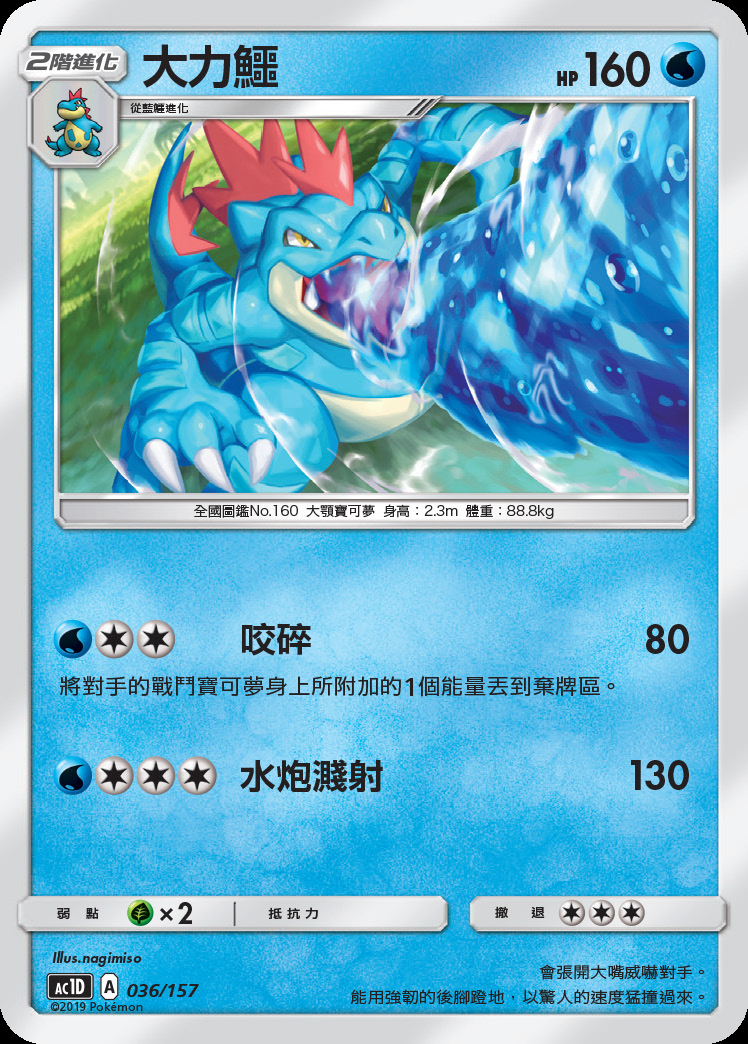 2階進化
大力鱷
HP 160
從藍鱷進化
全國圖鑑No.160 大顎寶可夢 身高：2.3m 體重：88.8kg
咬碎 80
將對手的戰鬥寶可夢身上所附加的1個能量丟到棄牌區。
水炮濺射 130
弱點 ×2 抵抗力 撤退
Illus.nagimiso
AC1D A 036/157
©2019 Pokémon
會張開大嘴威嚇對手。
能用強韌的後腳蹬地，以驚人的速度猛撞過來。